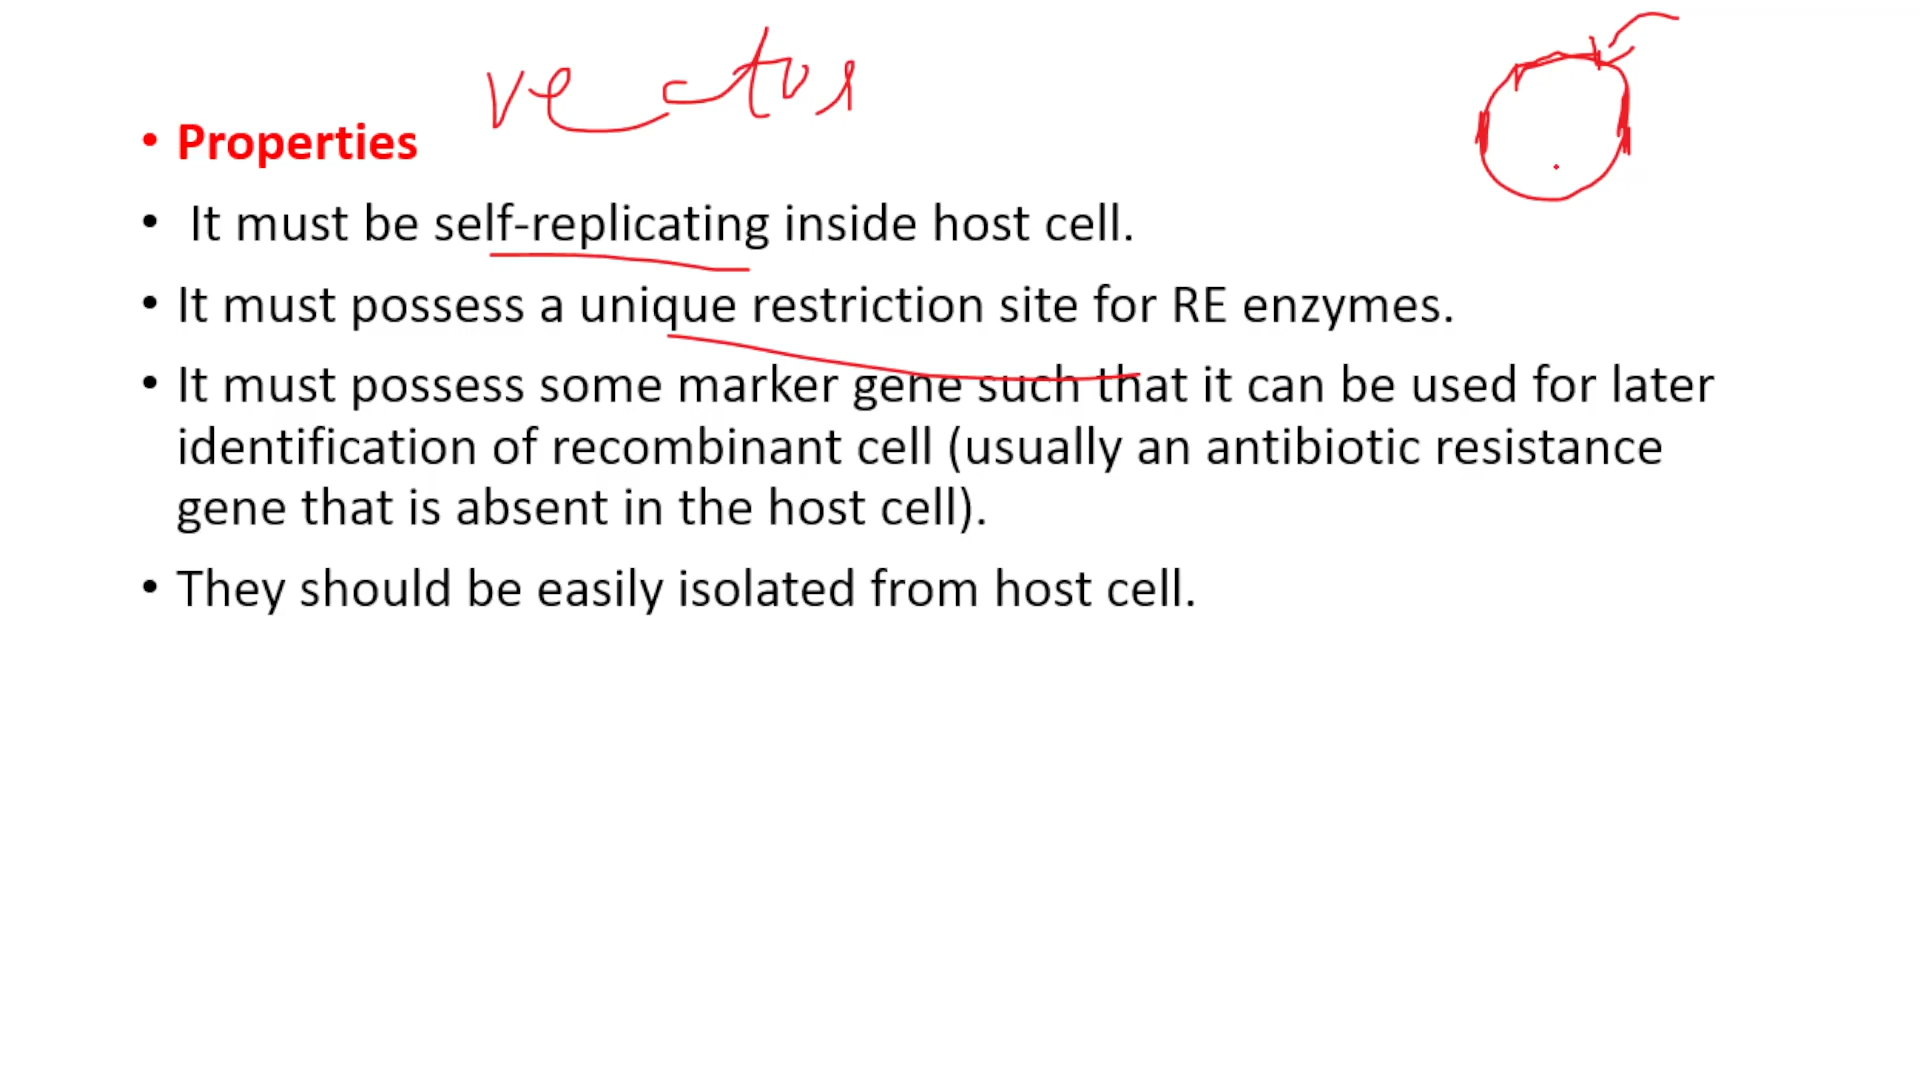 vector
• Properties
• It must be self-replicating inside host cell.
• It must possess a unique restriction site for RE enzymes.
• It must possess some marker gene such that it can be used for later
identification of recombinant cell (usually an antibiotic resistance
gene that is absent in the host cell).
• They should be easily isolated from host cell.